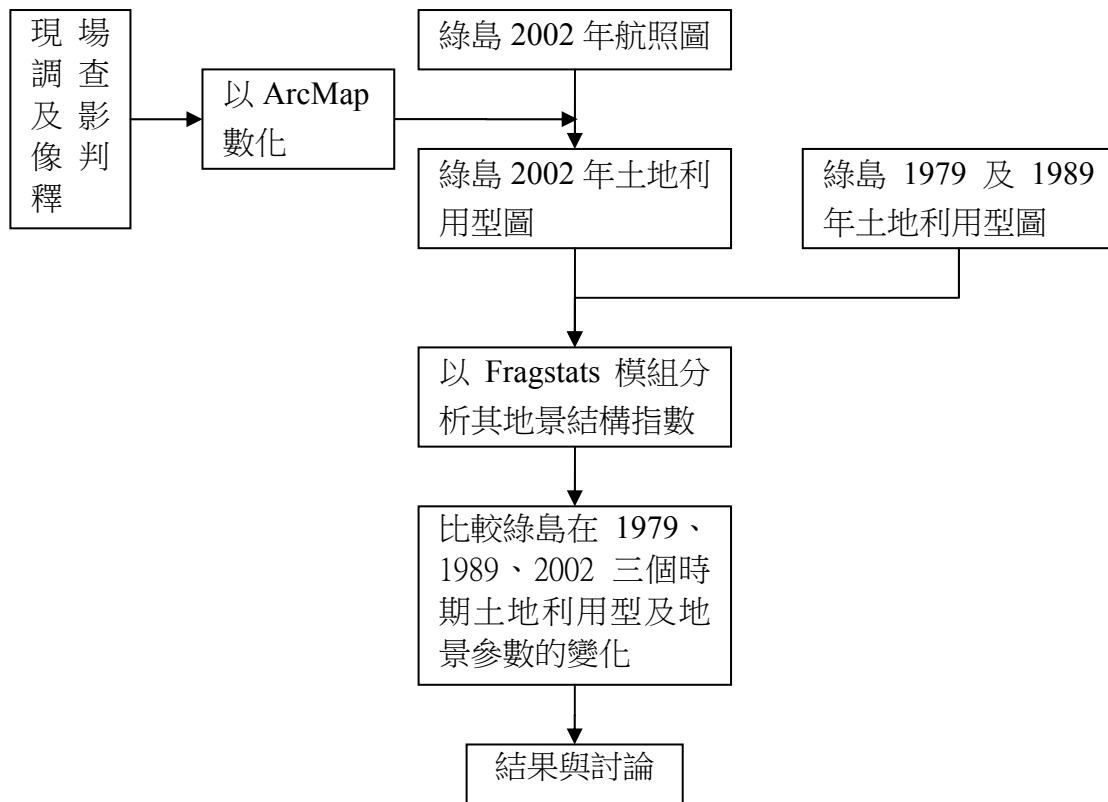 現場
調查
及影
像判
釋
以 ArcMap
數化
綠島 2002 年航照圖
綠島 2002 年土地利
用型圖
綠島 1979 及 1989
年土地利用型圖
以 Fragstats 模組分
析其地景結構指數
比較綠島在 1979、
1989、2002 三個時
期土地利用型及地
景參數的變化
結果與討論